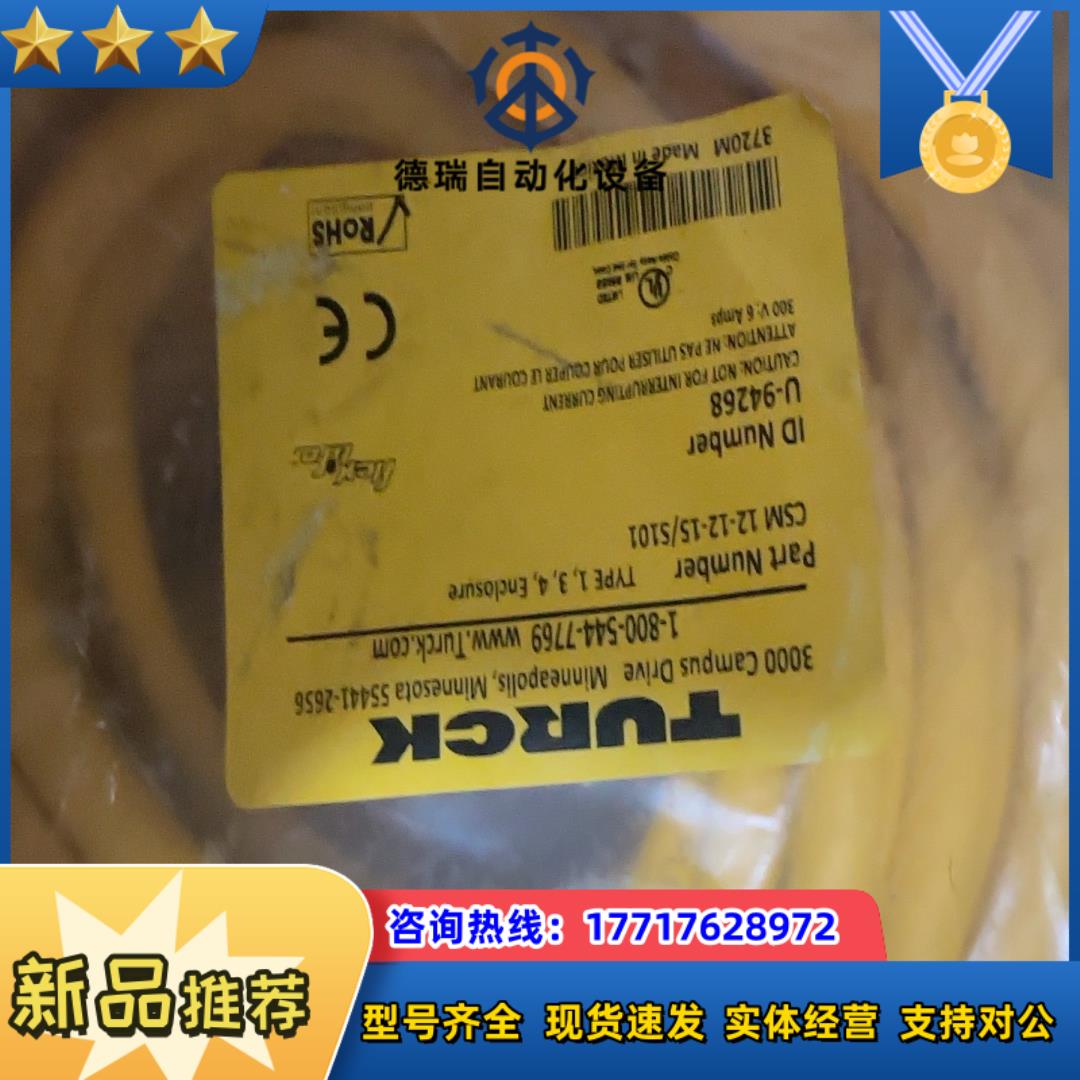 德瑞自动化设备
TURCK
3000 Campus Drive Minneapolis, Minnesota 55441-2656
1-800-544-7769 www.Turck.com
Part Number TYPE 1, 3, 4, Enclosure
CSM 12-12-15/S101
ID Number
U-94268
CAUTION: NOT FOR INTERRUPTING CURRENT
ATTENTION: NE PAS UTILISER POUR COUPER LE COURANT
300 V; 6 Amps
LISTED
UL
CE
RoHS
3720M Made in
咨询热线：17717628972
新品推荐
型号齐全 现货速发 实体经营 支持对公